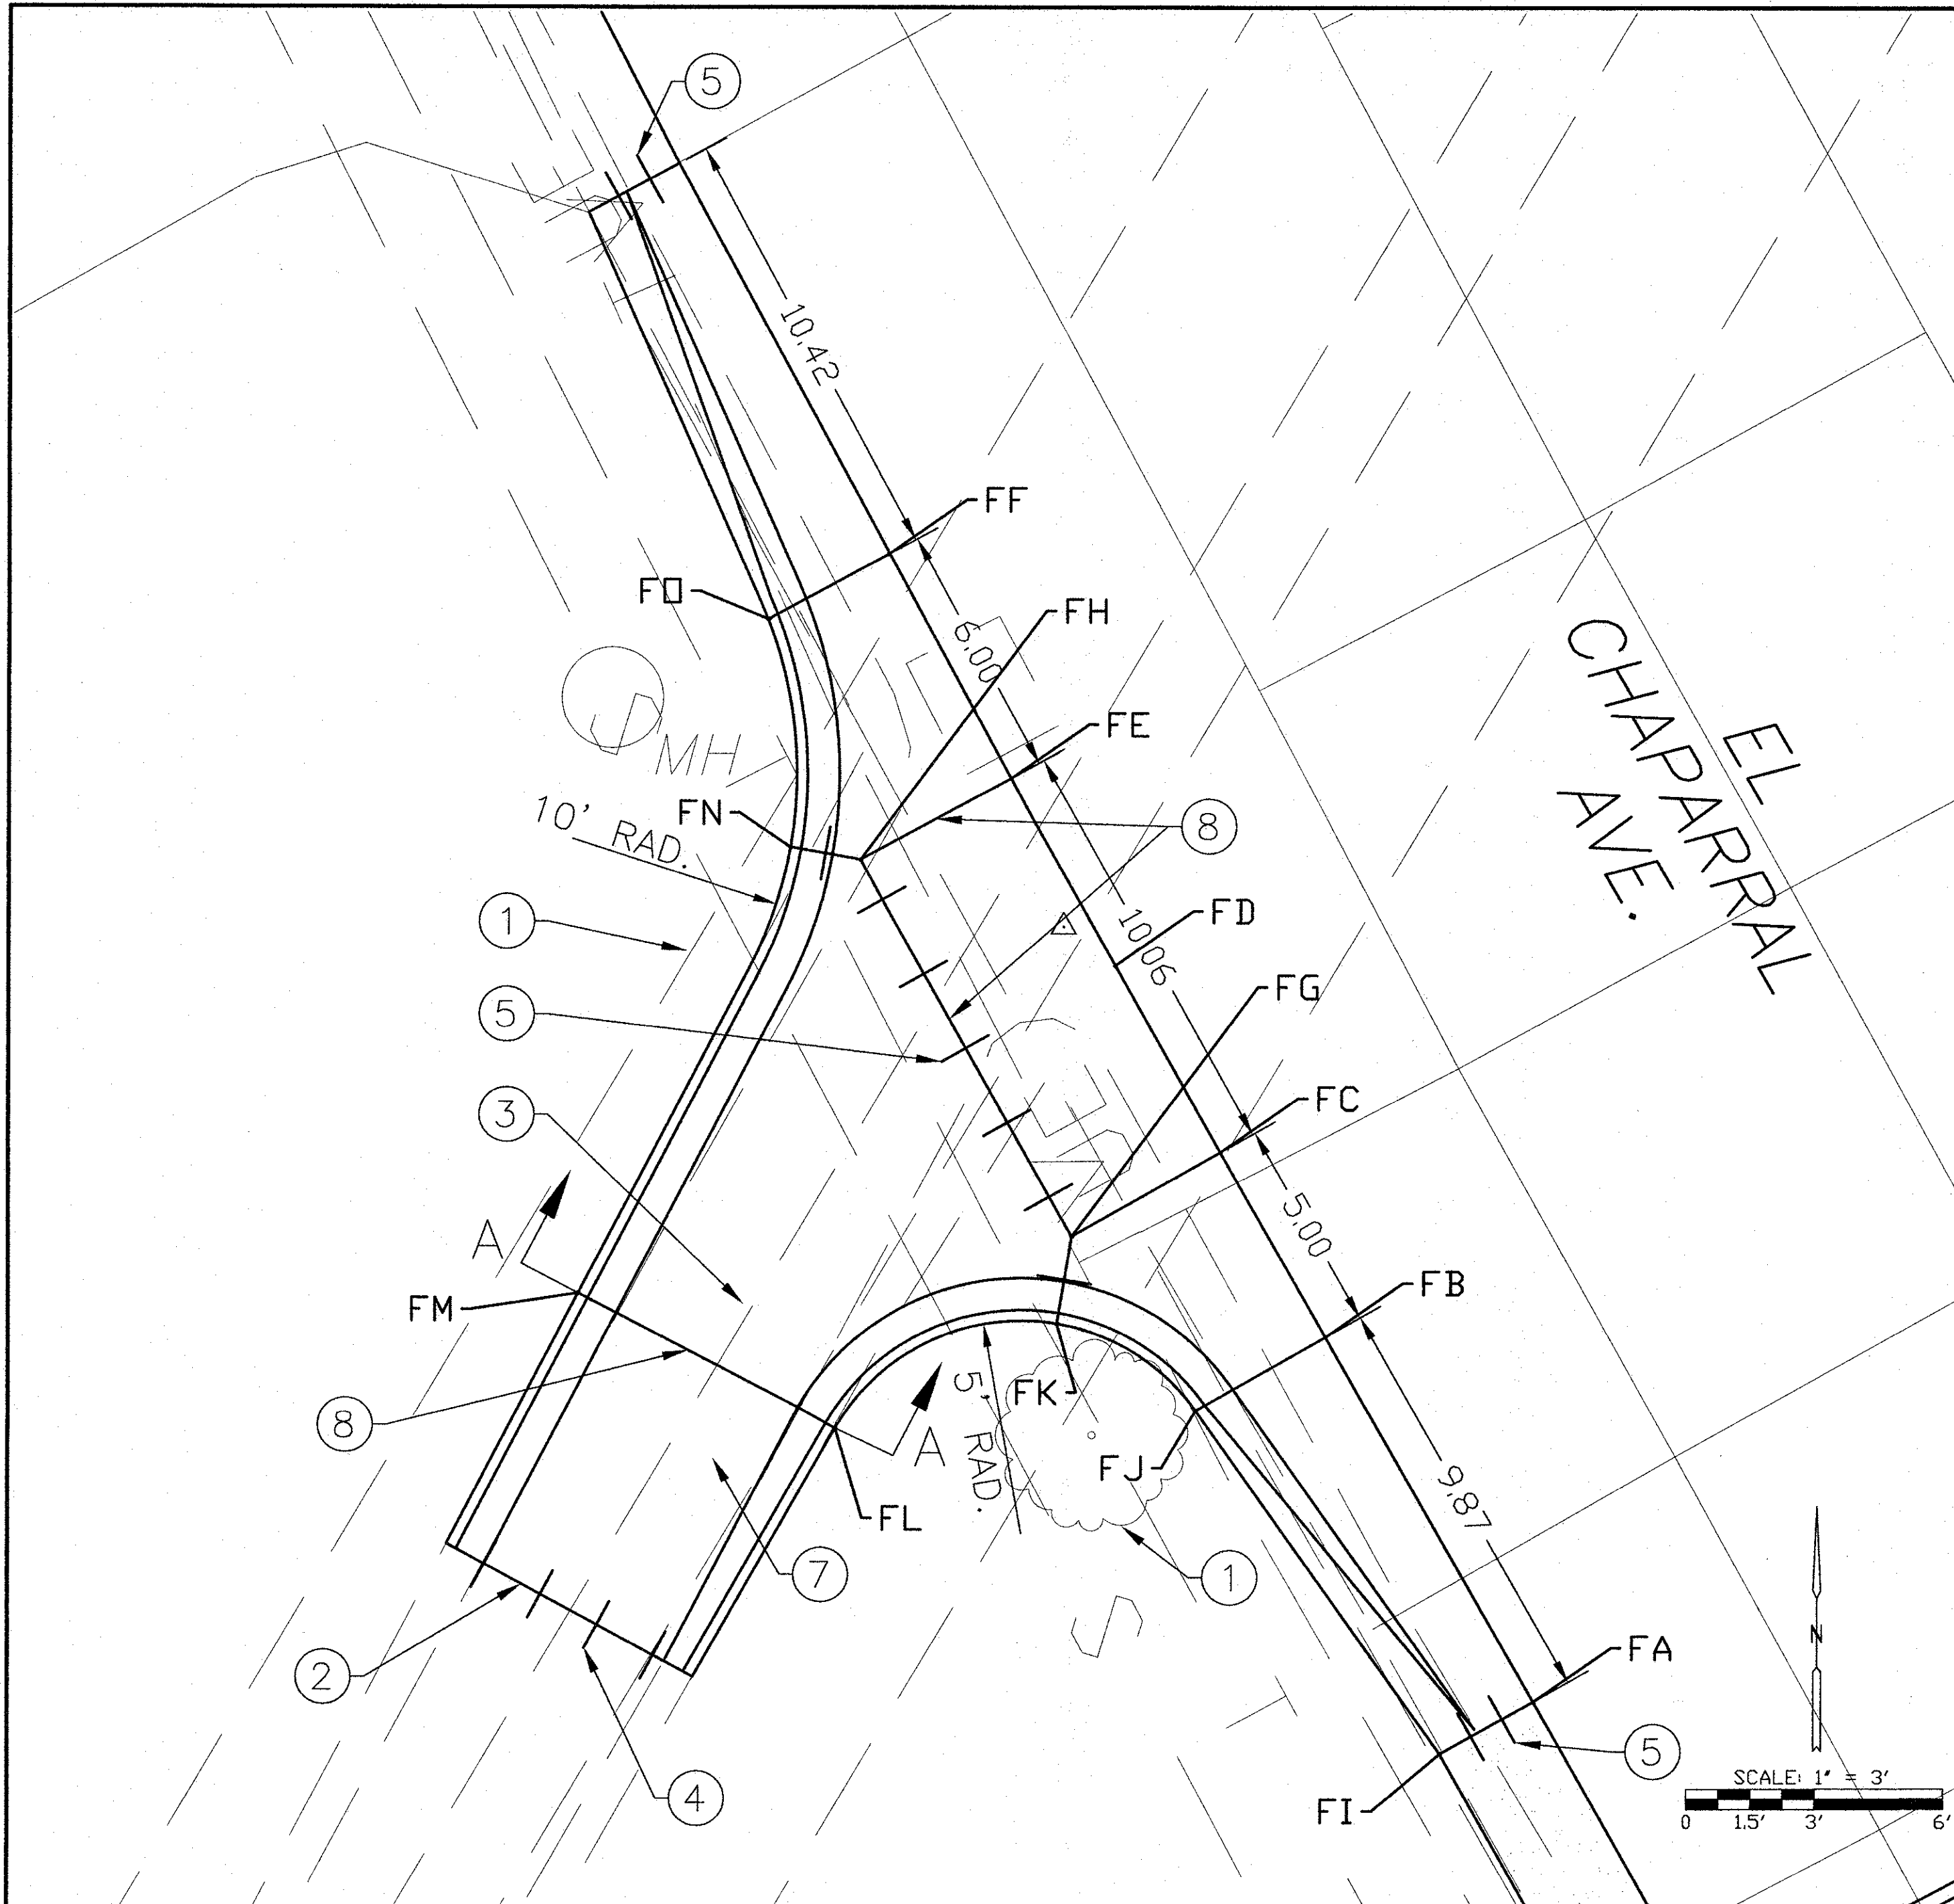 5
10.42
FF
FO
FH
6.00
FE
MH
FN
10' RAD.
8
EL
CHAPARRAL
AVE.
1
FD
10.06
5
FG
3
FC
A
5.00
FM
FB
8
FK
5' RAD.
A
FJ
9.87
FL
7
1
2
N
FA
4
5
FI
SCALE: 1" = 3'
0 1.5' 3' 6'